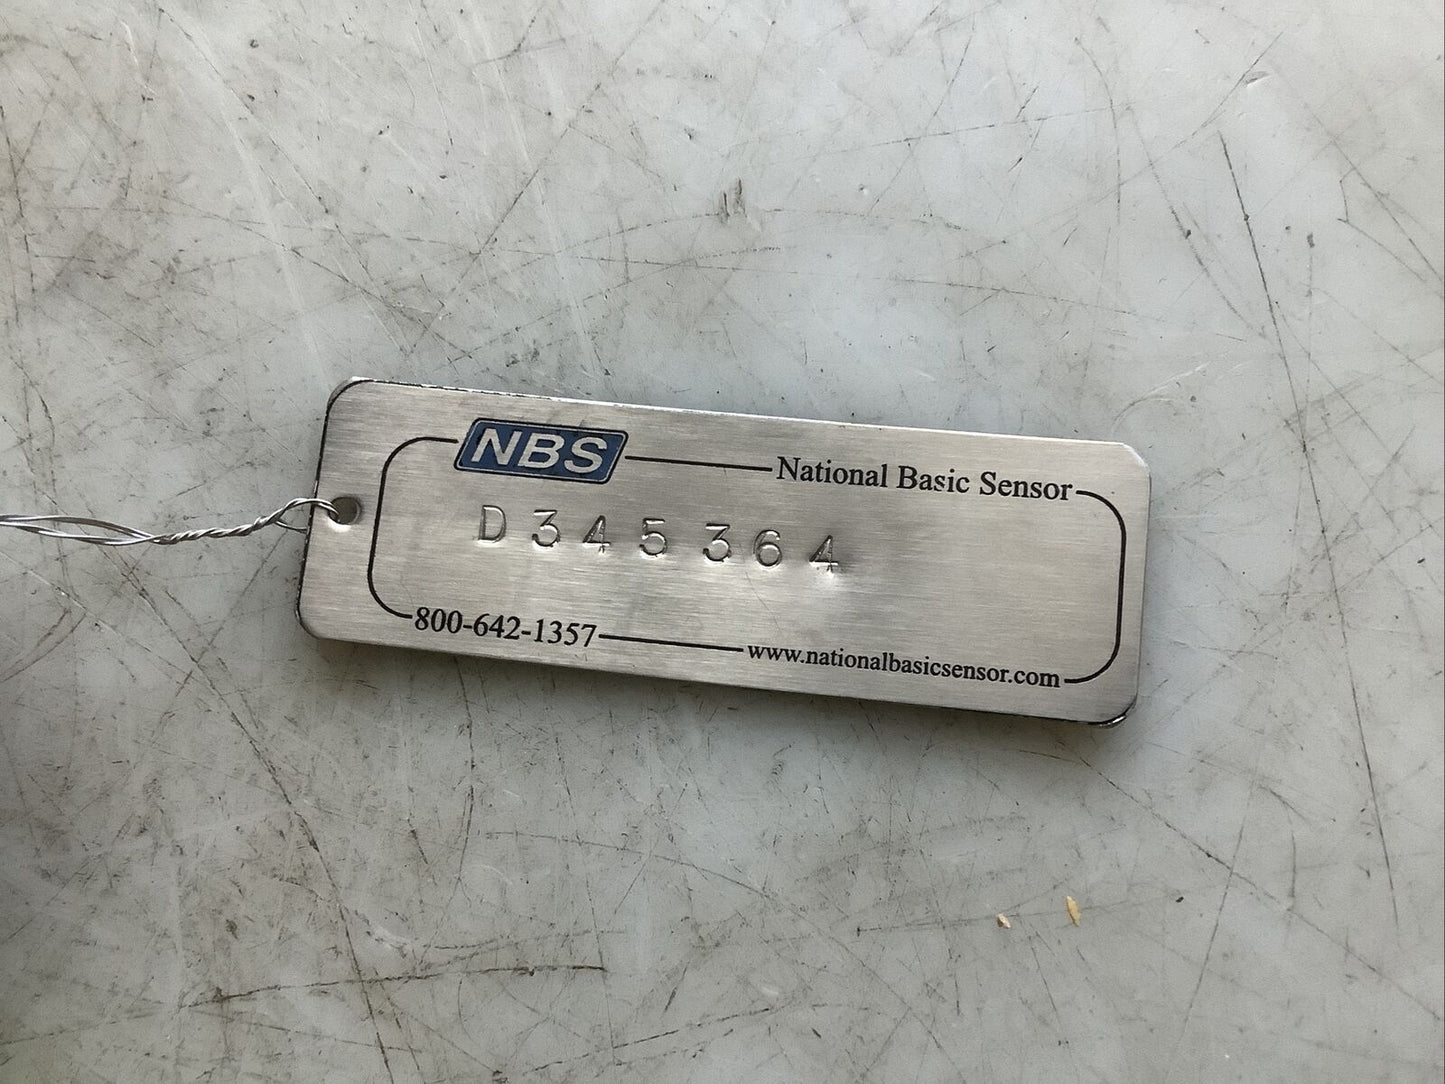 NBS National Basic Sensor
D345364
800-642-1357 www.nationalbasicsensor.com